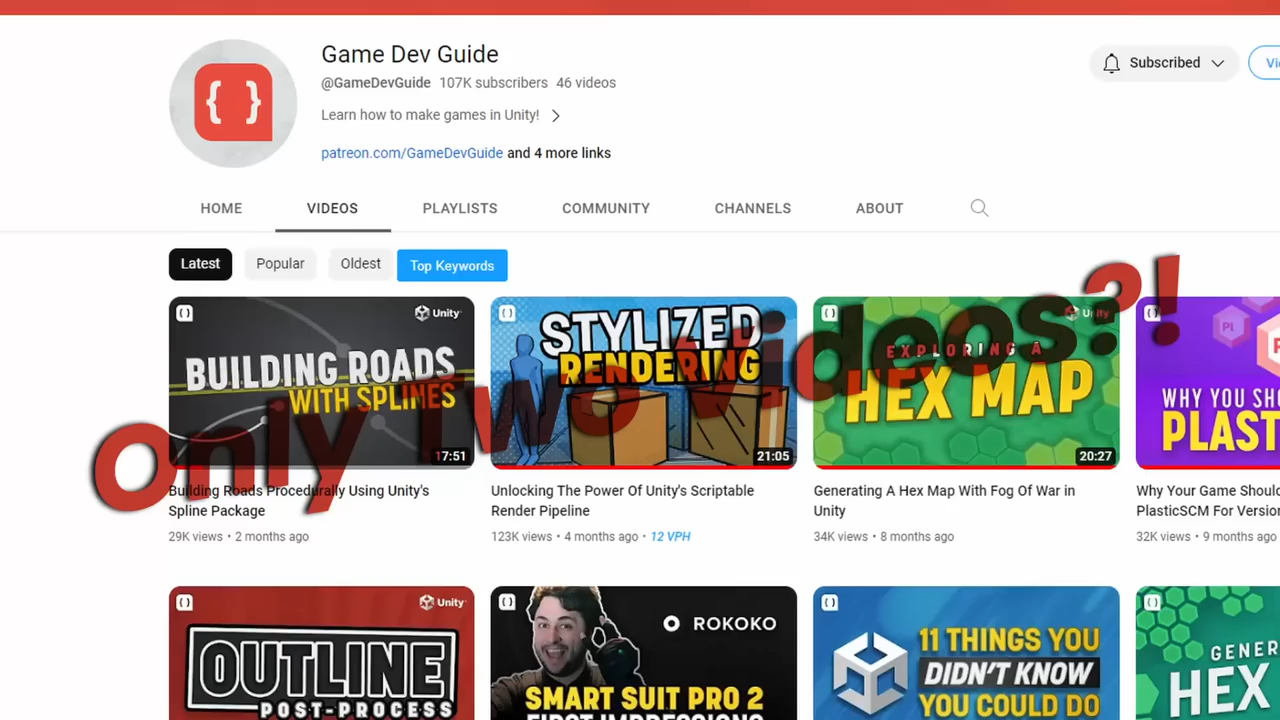 Game Dev Guide
@GameDevGuide 107K subscribers 46 videos
Learn how to make games in Unity!
patreon.com/GameDevGuide and 4 more links
Subscribed
HOME VIDEOS PLAYLISTS COMMUNITY CHANNELS ABOUT
Latest Popular Oldest Top Keywords
Only Two Videos?!
Unity
BUILDING ROADS
WITH SPLINES
17:51
Building Roads Procedurally Using Unity's
Spline Package
29K views • 2 months ago
STYLIZED
RENDERING
21:05
Unlocking The Power Of Unity's Scriptable
Render Pipeline
123K views • 4 months ago • 12 VPH
Unity
EXPLORING A
HEX MAP
20:27
Generating A Hex Map With Fog Of War in
Unity
34K views • 8 months ago
Pl
WHY YOU
PLAST
Why Your Game Should
PlasticSCM For Version
32K views • 9 months ago
Unity
OUTLINE
POST-PROCESS
ROKOKO
SMART SUIT PRO 2
FIRST IMPRESSIONS
11 THINGS YOU
DIDN'T KNOW
YOU COULD DO
GENER
HEX